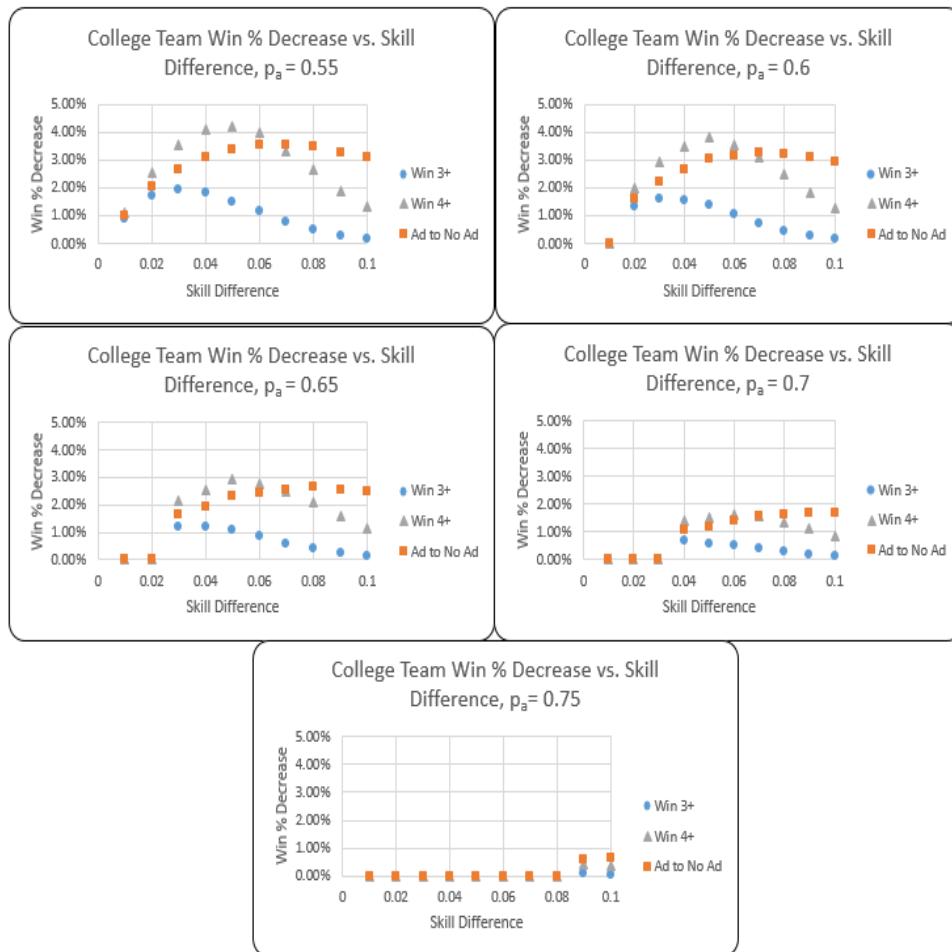 College Team Win % Decrease vs. Skill
Difference, pa = 0.55
Win % Decrease
5.00%
4.00%
3.00%
2.00%
1.00%
0.00%
0 0.02 0.04 0.06 0.08 0.1
Skill Difference
Win 3+
Win 4+
Ad to No Ad
College Team Win % Decrease vs. Skill
Difference, pa = 0.6
Win % Decrease
5.00%
4.00%
3.00%
2.00%
1.00%
0.00%
0 0.02 0.04 0.06 0.08 0.1
Skill Difference
Win 3+
Win 4+
Ad to No Ad
College Team Win % Decrease vs. Skill
Difference, pa = 0.65
Win % Decrease
5.00%
4.00%
3.00%
2.00%
1.00%
0.00%
0 0.02 0.04 0.06 0.08 0.1
Skill Difference
Win 3+
Win 4+
Ad to No Ad
College Team Win % Decrease vs. Skill
Difference, pa = 0.7
Win % Decrease
5.00%
4.00%
3.00%
2.00%
1.00%
0.00%
0 0.02 0.04 0.06 0.08 0.1
Skill Difference
Win 3+
Win 4+
Ad to No Ad
College Team Win % Decrease vs. Skill
Difference, pa= 0.75
Win % Decrease
5.00%
4.00%
3.00%
2.00%
1.00%
0.00%
0 0.02 0.04 0.06 0.08 0.1
Skill Difference
Win 3+
Win 4+
Ad to No Ad